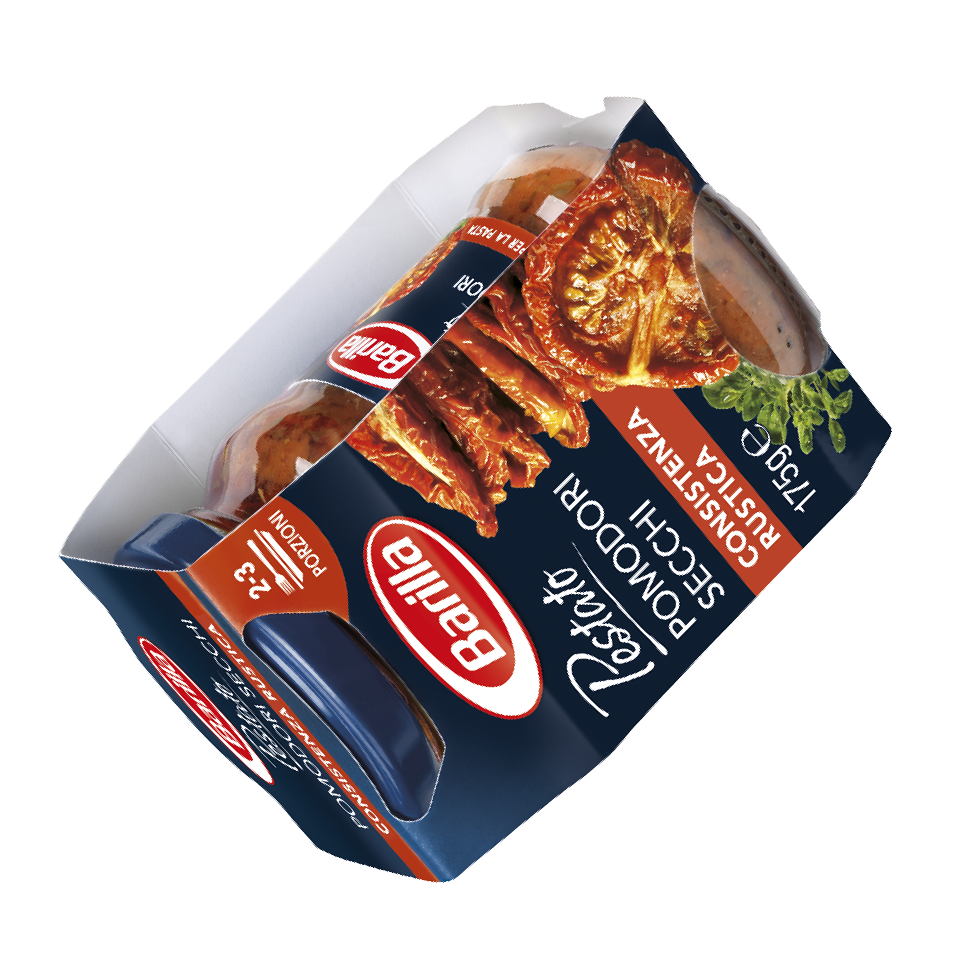 Barilla
Pestato
POMODORI
SECCHI
CONSISTENZA
RUSTICA
175g e
2-3
PORZIONI
Barilla
Pestato
POMODORI SECCHI
CONSISTENZA RUSTICA
Barilla
PER LA PASTA